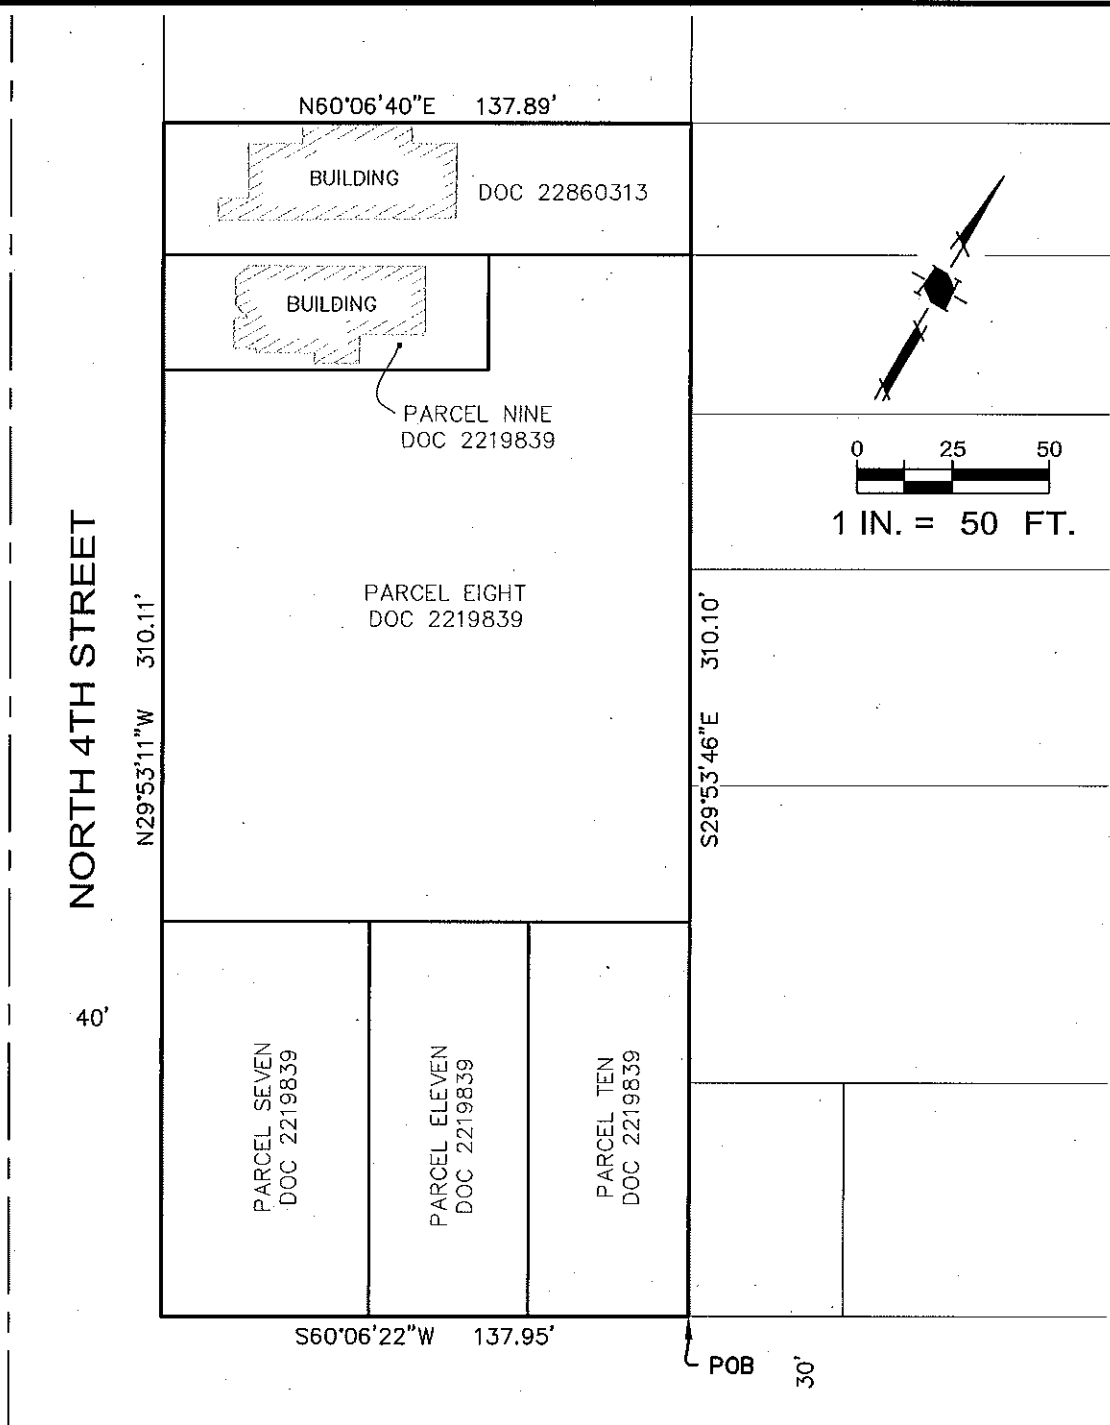 N60°06'40"E 137.89'
BUILDING
DOC 22860313
BUILDING
PARCEL NINE
DOC 2219839
0 25 50
1 IN. = 50 FT.
NORTH 4TH STREET
N29°53'11"W 310.11'
PARCEL EIGHT
DOC 2219839
S29°53'46"E 310.10'
40'
PARCEL SEVEN
DOC 2219839
PARCEL ELEVEN
DOC 2219839
PARCEL TEN
DOC 2219839
S60°06'22"W 137.95'
POB
30'